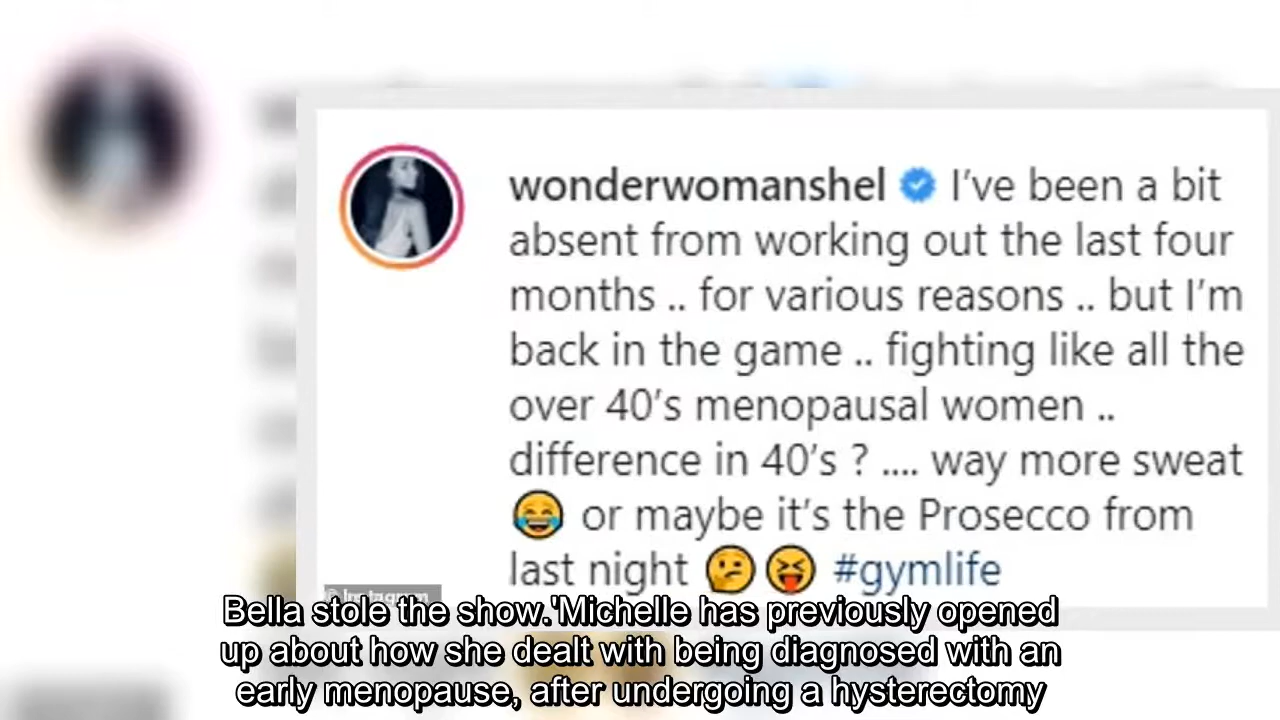 wonderwomanshel I've been a bit
absent from working out the last four
months .. for various reasons .. but I'm
back in the game .. fighting like all the
over 40's menopausal women ..
difference in 40's ? .... way more sweat
😂 or maybe it's the Prosecco from
last night 🤔😝 #gymlife
© Instagram
Bella stole the show.'Michelle has previously opened
up about how she dealt with being diagnosed with an
early menopause, after undergoing a hysterectomy